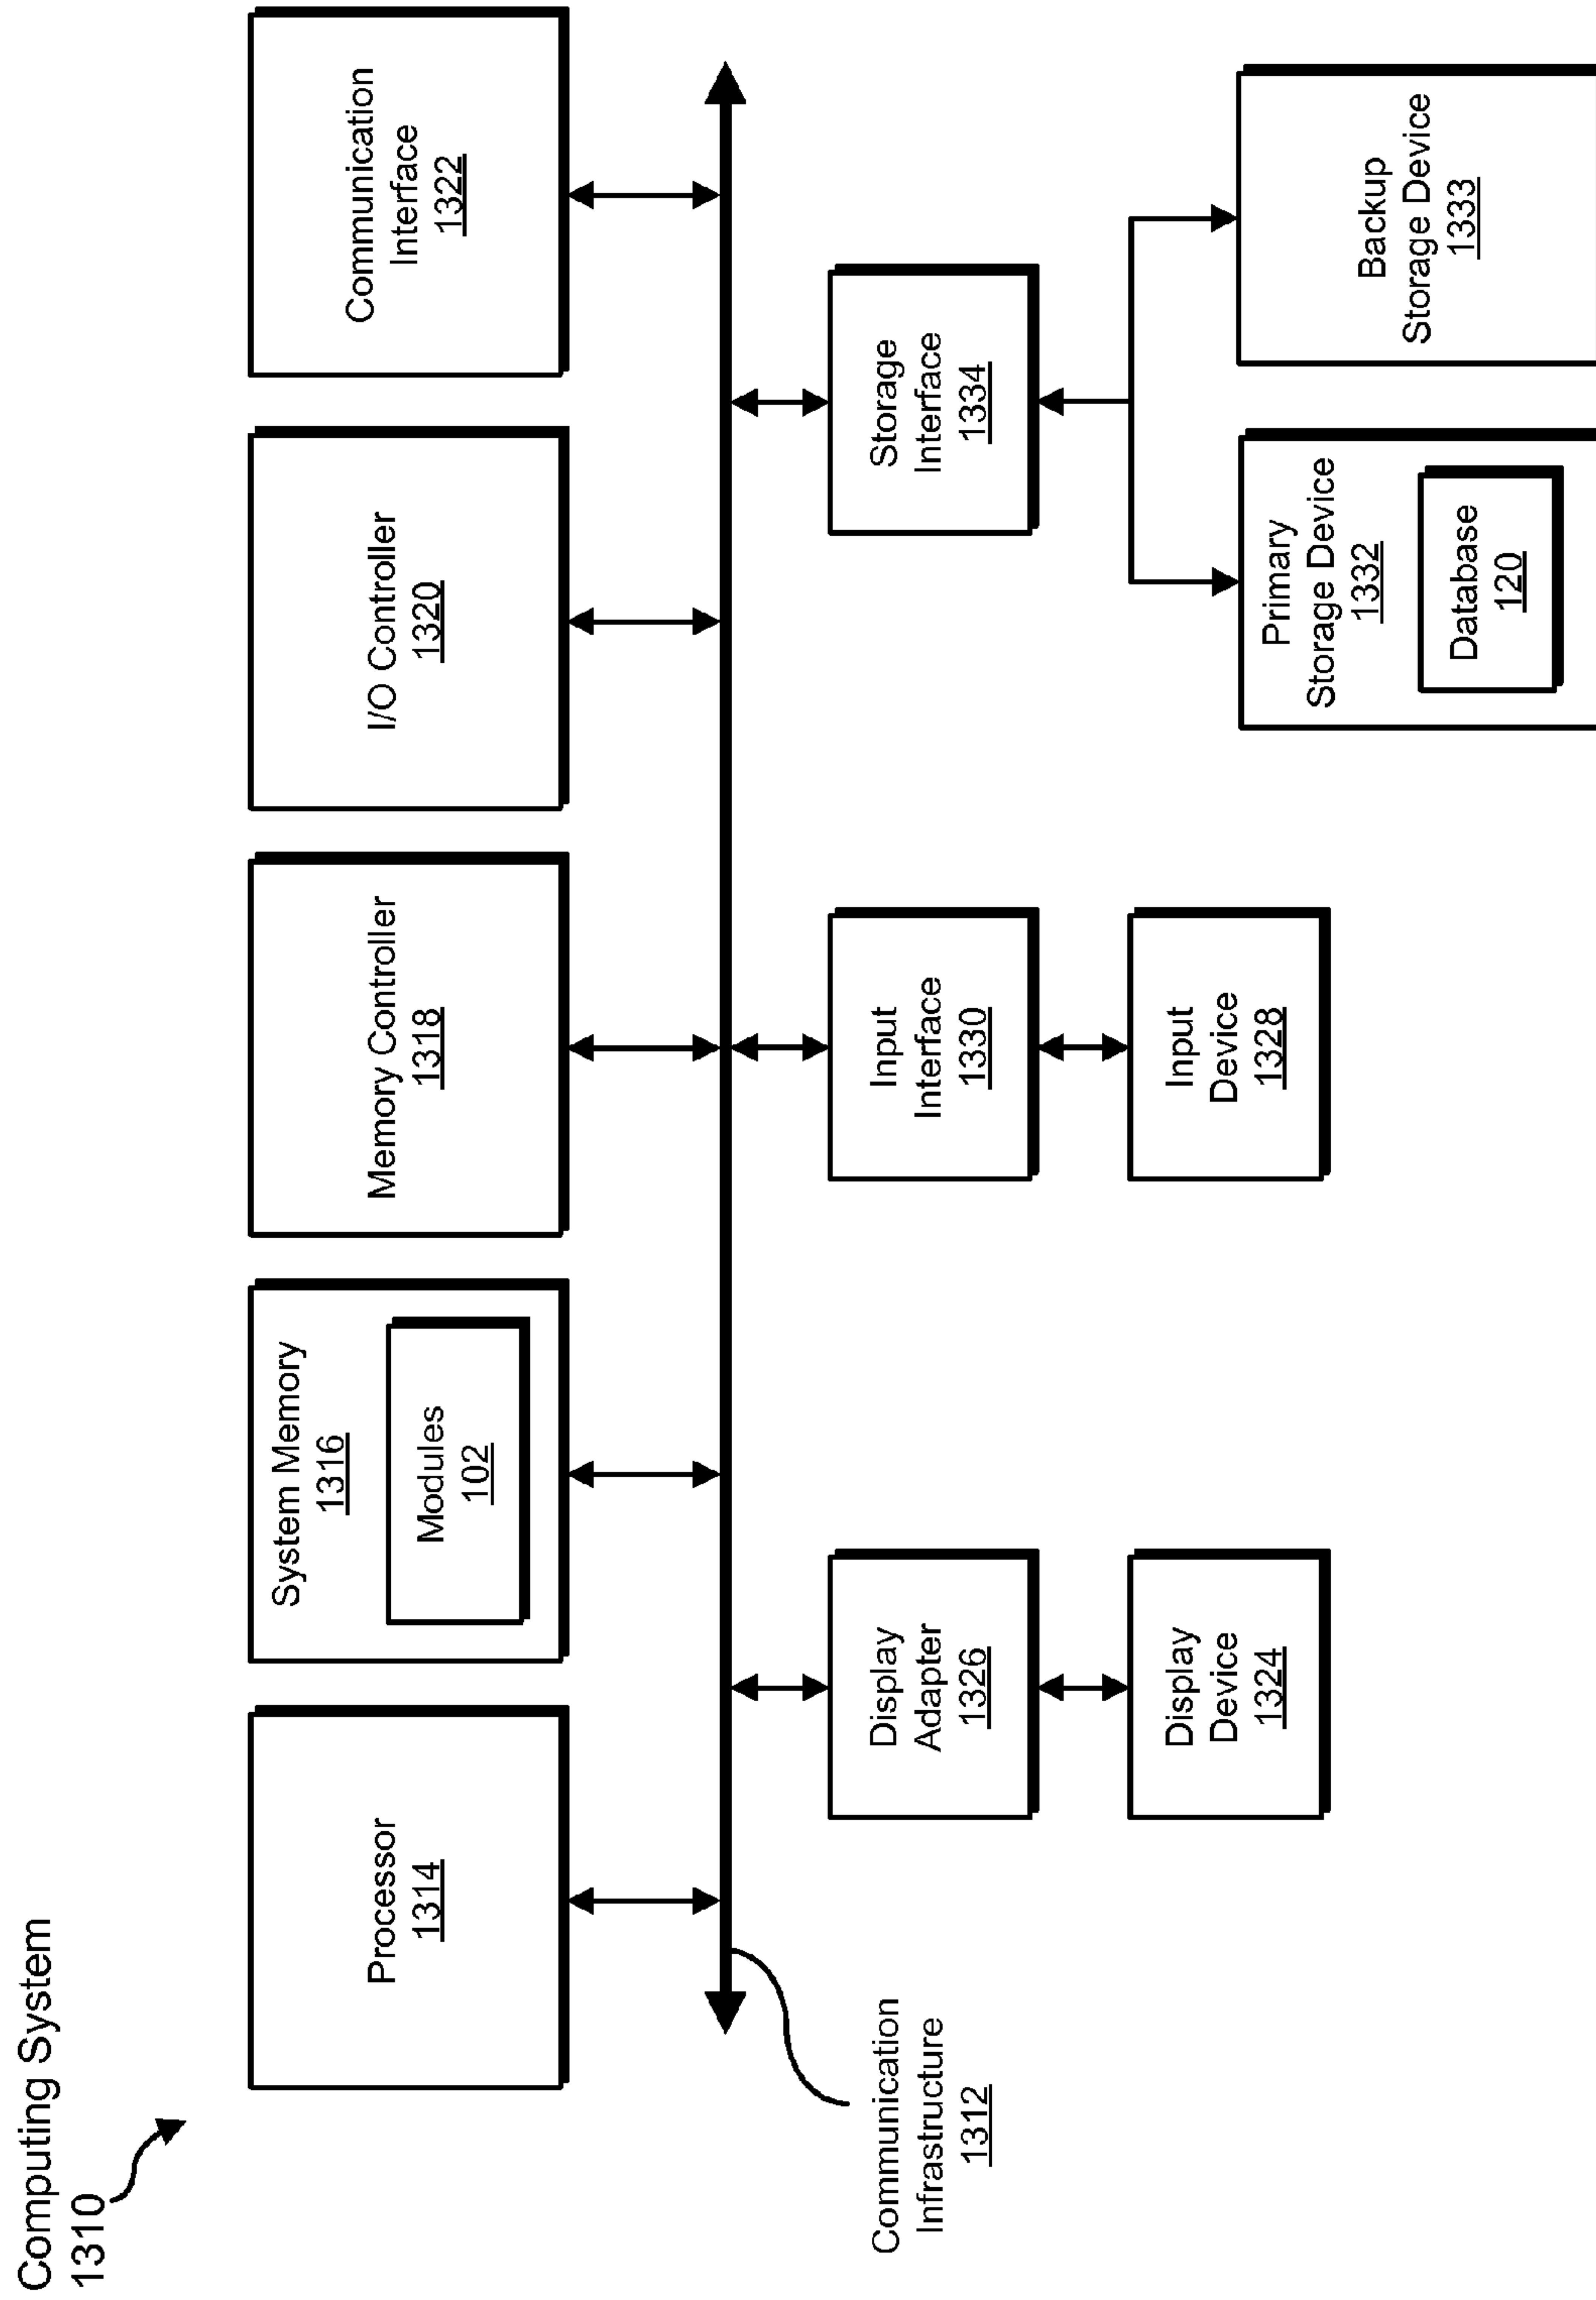 Computing System
1310
Processor
1314
System Memory
1316
Modules
102
Memory Controller
1318
I/O Controller
1320
Communication
Interface
1322
Communication
Infrastructure
1312
Display
Adapter
1326
Input
Interface
1330
Storage
Interface
1334
Display
Device
1324
Input
Device
1328
Primary
Storage Device
1332
Database
120
Backup
Storage Device
1333